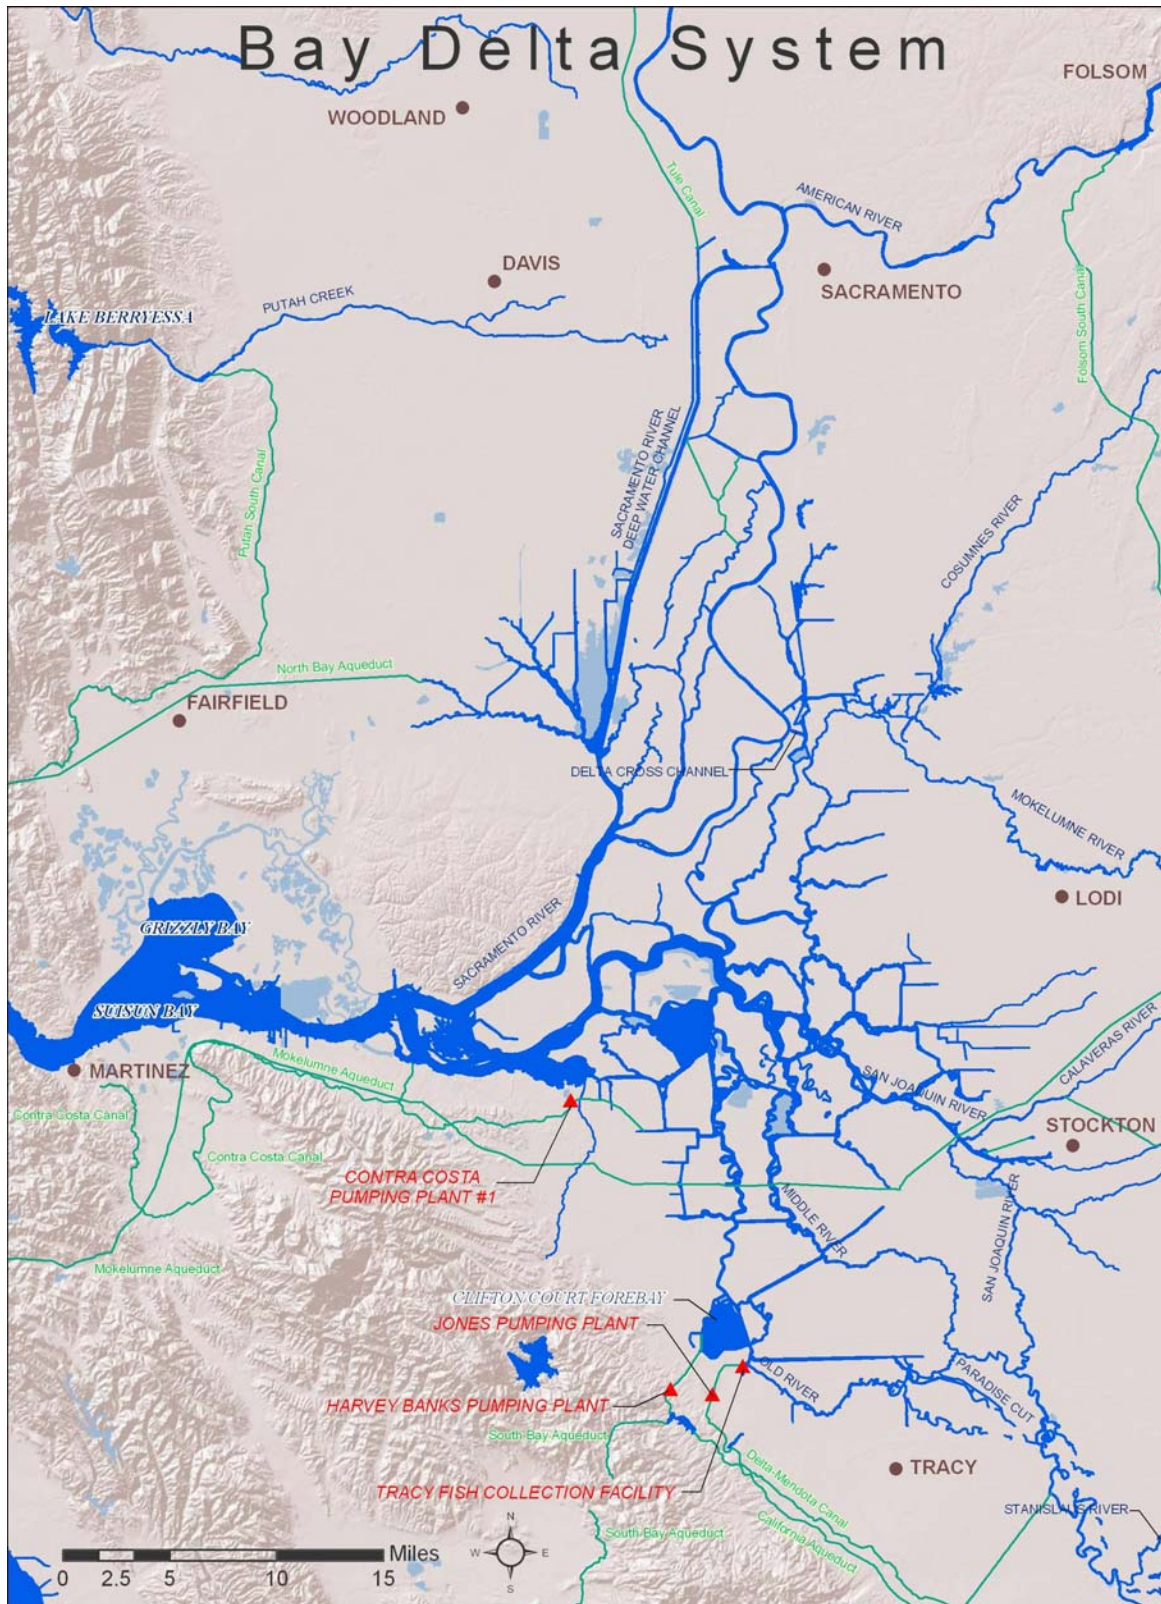 Bay Delta System
FOLSOM
WOODLAND
Tule Canal
AMERICAN RIVER
DAVIS
SACRAMENTO
PUTAH CREEK
LAKE BERRYESSA
Folsom South Canal
SACRAMENTO RIVER
DEEP WATER CHANNEL
Putah South Canal
COSUMNES RIVER
North Bay Aqueduct
FAIRFIELD
DELTA CROSS CHANNEL
MOKELUMNE RIVER
LODI
GRIZZLY BAY
SACRAMENTO RIVER
SUISUN BAY
MARTINEZ
Mokelumne Aqueduct
CALAVERAS RIVER
SAN JOAQUIN RIVER
Contra Costa Canal
STOCKTON
Contra Costa Canal
CONTRA COSTA
PUMPING PLANT #1
MIDDLE RIVER
SAN JOAQUIN RIVER
Mokelumne Aqueduct
CLIFTON COURT FOREBAY
JONES PUMPING PLANT
OLD RIVER
PARADISE CUT
HARVEY BANKS PUMPING PLANT
South Bay Aqueduct
TRACY
Delta-Mendota Canal
TRACY FISH COLLECTION FACILITY
STANISLAUS RIVER
California Aqueduct
South Bay Aqueduct
N
W E
S
Miles
0 2.5 5 10 15